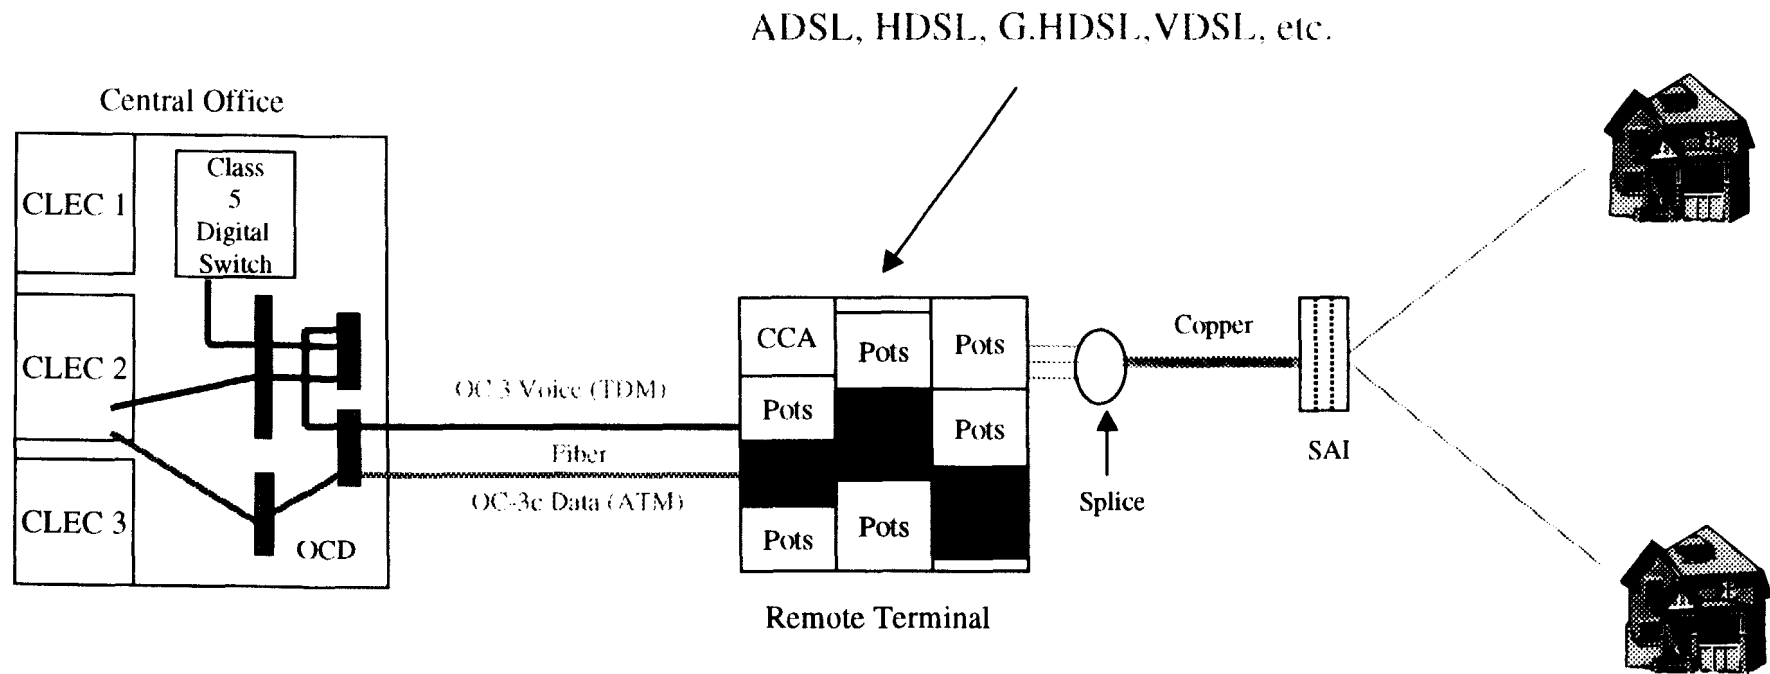 ADSL, HDSL, G.HDSL,VDSL, etc.
Central Office
CLEC 1
Class
5
Digital
Switch
CLEC 2
CLEC 3
OCD
OC-3 Voice (TDM)
Fiber
OC-3c Data (ATM)
CCA
Pots
Pots
Pots
Pots
Pots
Pots
Remote Terminal
Splice
Copper
SAI